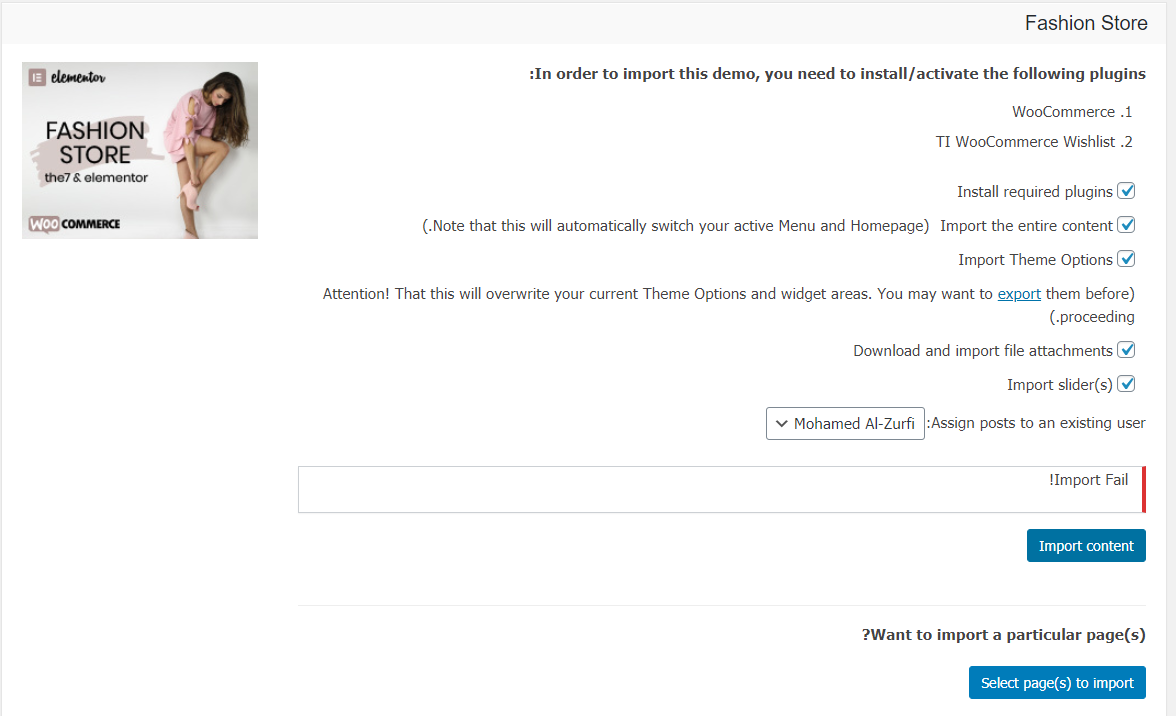 Fashion Store
elementor
FASHION
STORE
the7 & elementor
WOO COMMERCE
:In order to import this demo, you need to install/activate the following plugins
WooCommerce .1
TI WooCommerce Wishlist .2
Install required plugins
(.Note that this will automatically switch your active Menu and Homepage) Import the entire content
Import Theme Options
Attention! That this will overwrite your current Theme Options and widget areas. You may want to export them before)
(.proceeding
Download and import file attachments
Import slider(s)
Mohamed Al-Zurfi :Assign posts to an existing user
!Import Fail
Import content
?Want to import a particular page(s)
Select page(s) to import